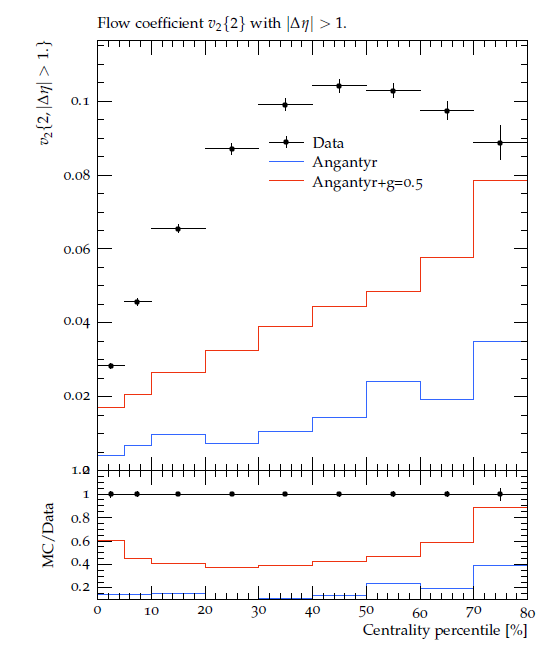 Flow coefficient v₂{2} with |Δη| > 1.
v₂{2, |Δη| > 1.}
0.1
0.08
0.06
0.04
0.02
Data
Angantyr
Angantyr+g=0.5
MC/Data
1
0.8
0.6
0.4
0.2
0 10 20 30 40 50 60 70 80
Centrality percentile [%]